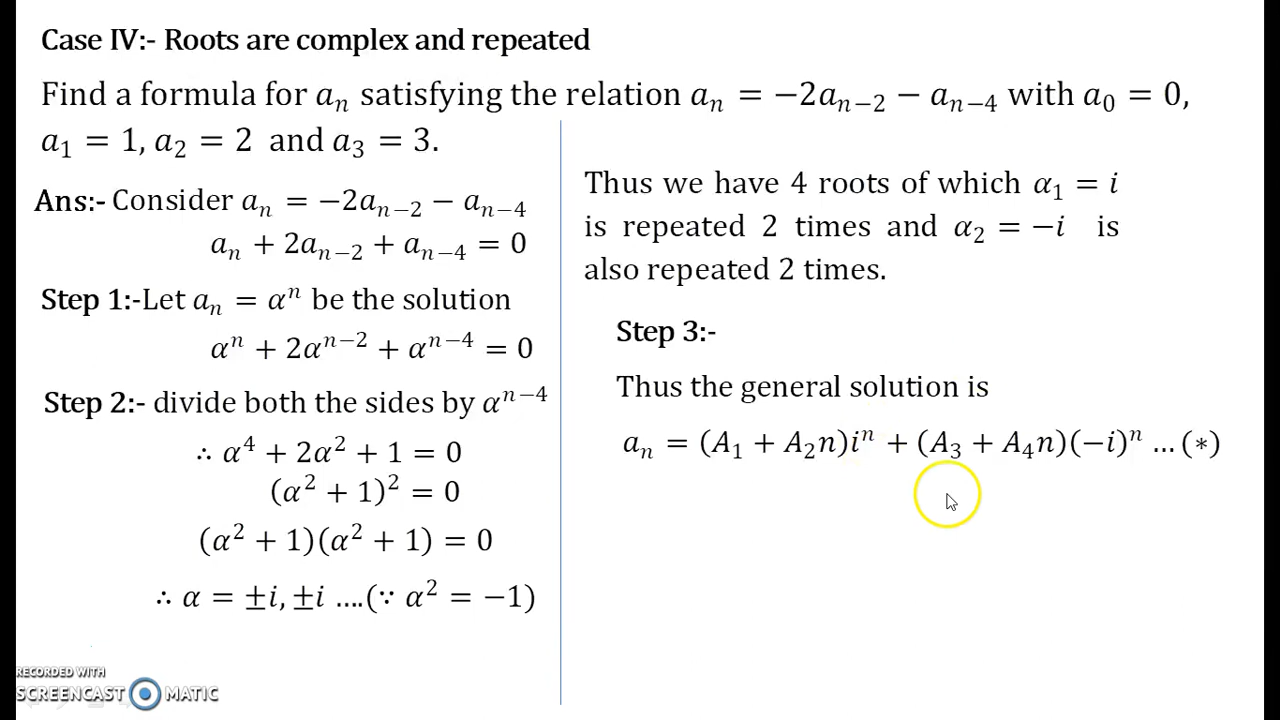 Case IV:- Roots are complex and repeated
Find a formula for aₙ satisfying the relation aₙ = −2aₙ₋₂ − aₙ₋₄ with a₀ = 0,
a₁ = 1, a₂ = 2 and a₃ = 3.
Ans:- Consider aₙ = −2aₙ₋₂ − aₙ₋₄
aₙ + 2aₙ₋₂ + aₙ₋₄ = 0
Step 1:-Let aₙ = αⁿ be the solution
αⁿ + 2αⁿ⁻² + αⁿ⁻⁴ = 0
Step 2:- divide both the sides by αⁿ⁻⁴
∴ α⁴ + 2α² + 1 = 0
(α² + 1)² = 0
(α² + 1)(α² + 1) = 0
∴ α = ±i, ±i ....(∵ α² = −1)
Thus we have 4 roots of which α₁ = i
is repeated 2 times and α₂ = −i is
also repeated 2 times.
Step 3:-
Thus the general solution is
aₙ = (A₁ + A₂n)iⁿ + (A₃ + A₄n)(−i)ⁿ ... (∗)
RECORDED WITH
SCREENCAST MATIC